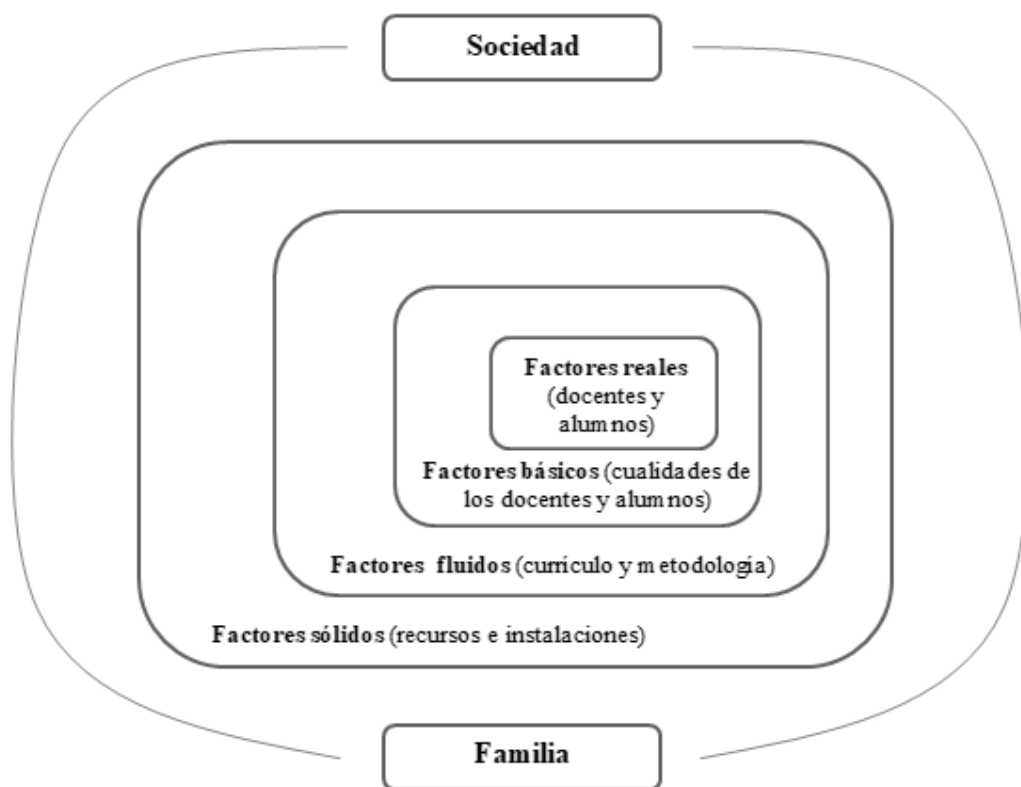 Sociedad
Factores reales
(docentes y
alumnos)
Factores básicos (cualidades de
los docentes y alumnos)
Factores fluidos (currículo y metodología)
Factores sólidos (recursos e instalaciones)
Familia